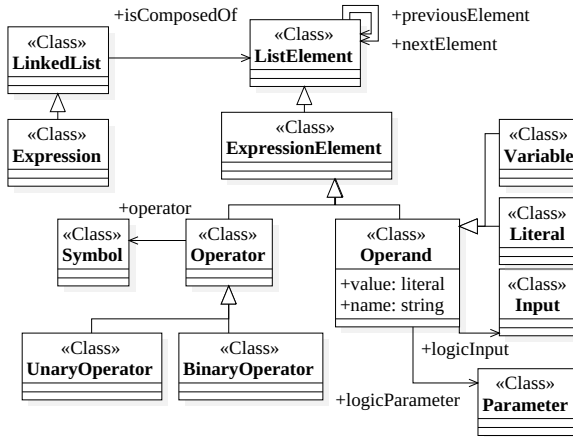 +isComposedOf
+previousElement
+nextElement
«Class»
LinkedList
«Class»
ListElement
«Class»
Expression
«Class»
ExpressionElement
«Class»
Variable
+operator
«Class»
Symbol
«Class»
Operator
«Class»
Operand
+value: literal
+name: string
«Class»
Literal
«Class»
Input
«Class»
UnaryOperator
«Class»
BinaryOperator
+logicInput
+logicParameter
«Class»
Parameter